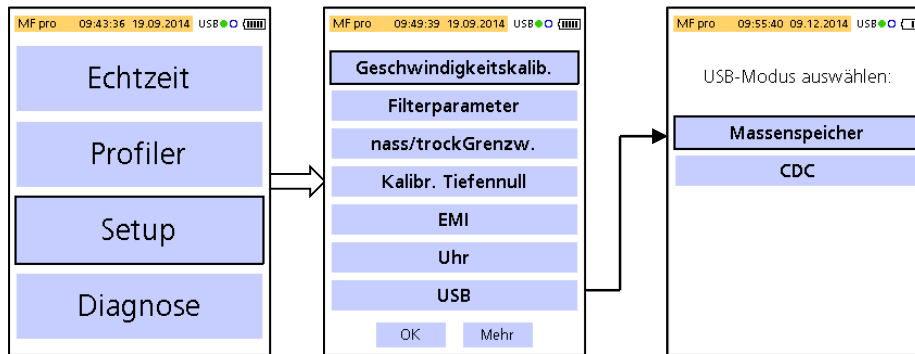 MF pro 09:43:36 19.09.2014 USB
Echtzeit
Profiler
Setup
Diagnose
MF pro 09:49:39 19.09.2014 USB
Geschwindigkeitskalib.
Filterparameter
nass/trockGrenzw.
Kalibr. Tiefennull
EMI
Uhr
USB
OK Mehr
MF pro 09:55:40 09.12.2014 USB
USB-Modus auswählen:
Massenspeicher
CDC